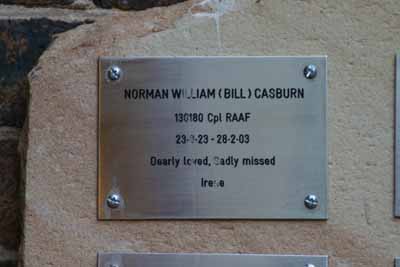 NORMAN WILLIAM (BILL) CASBURN
130180 Cpl RAAF
- 28-2-03
Dearly loved, Sadly missed
Irene